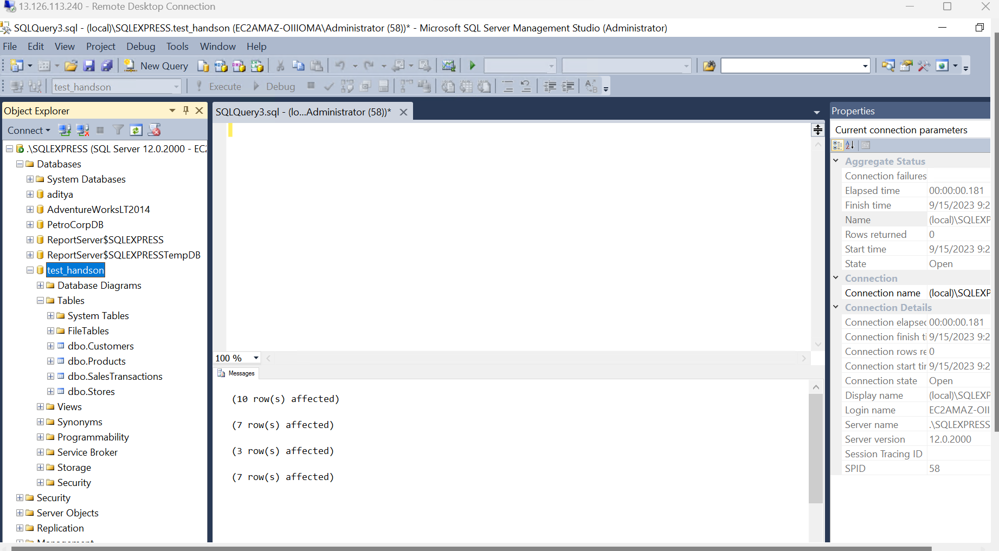 13.126.113.240 - Remote Desktop Connection
SQLQuery3.sql - (local)\SQLEXPRESS.test_handson (EC2AMAZ-OIIIOMA\Administrator (58))* - Microsoft SQL Server Management Studio (Administrator)
File Edit View Project Debug Tools Window Help
New Query
test_handson Execute Debug
Object Explorer
Connect
.\SQLEXPRESS (SQL Server 12.0.2000 - EC
Databases
System Databases
aditya
AdventureWorksLT2014
PetroCorpDB
ReportServer$SQLEXPRESS
ReportServer$SQLEXPRESSTempDB
test_handson
Database Diagrams
Tables
System Tables
FileTables
dbo.Customers
dbo.Products
dbo.SalesTransactions
dbo.Stores
Views
Synonyms
Programmability
Service Broker
Storage
Security
Security
Server Objects
Replication
Management
SQLQuery3.sql - (lo...Administrator (58))*
100 %
Messages
(10 row(s) affected)
(7 row(s) affected)
(3 row(s) affected)
(7 row(s) affected)
Properties
Current connection parameters
Aggregate Status
Connection failures
Elapsed time 00:00:00.181
Finish time 9/15/2023 9:2
Name (local)\SQLEXP
Rows returned 0
Start time 9/15/2023 9:2
State Open
Connection
Connection name (local)\SQLEXP
Connection Details
Connection elapsec 00:00:00.181
Connection finish ti 9/15/2023 9:2
Connection rows re 0
Connection start tir 9/15/2023 9:2
Connection state Open
Display name (local)\SQLEXP
Login name EC2AMAZ-OII
Server name .\SQLEXPRESS
Server version 12.0.2000
Session Tracing ID
SPID 58